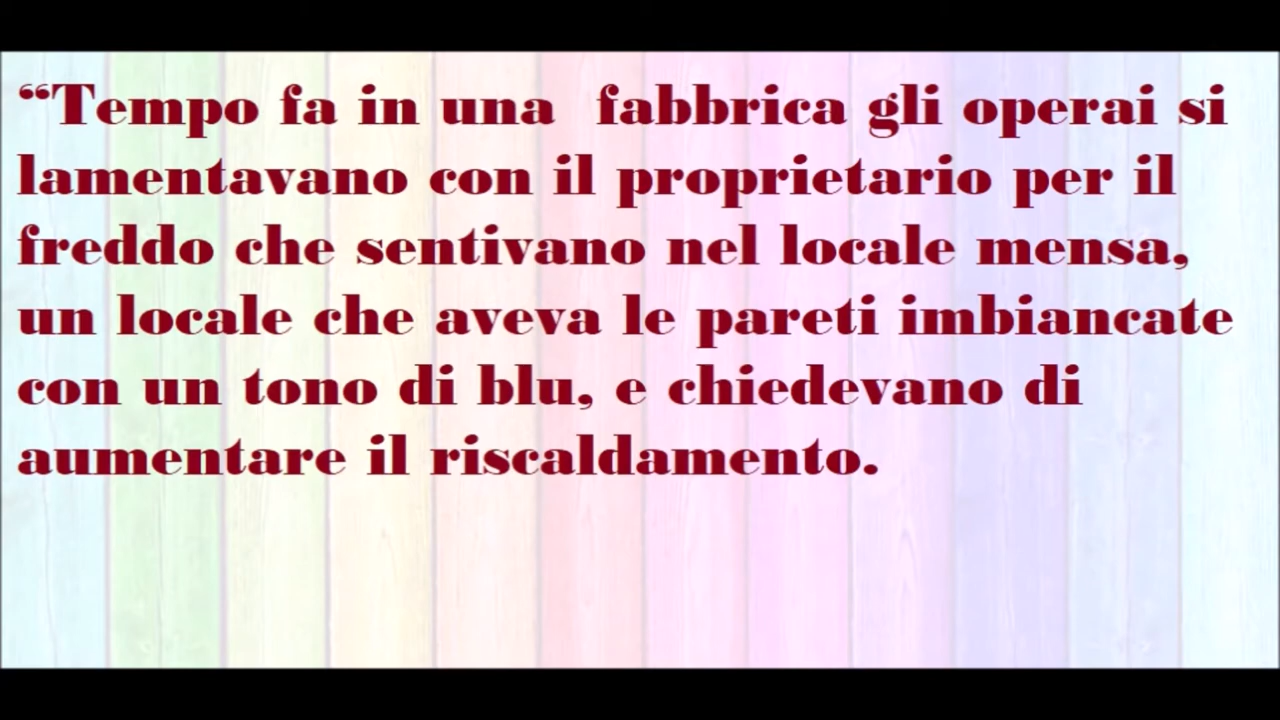 “Tempo fa in una  fabbrica gli operai si
lamentavano con il proprietario per il
freddo che sentivano nel locale mensa,
un locale che aveva le pareti imbiancate
con un tono di blu, e chiedevano di
aumentare il riscaldamento.